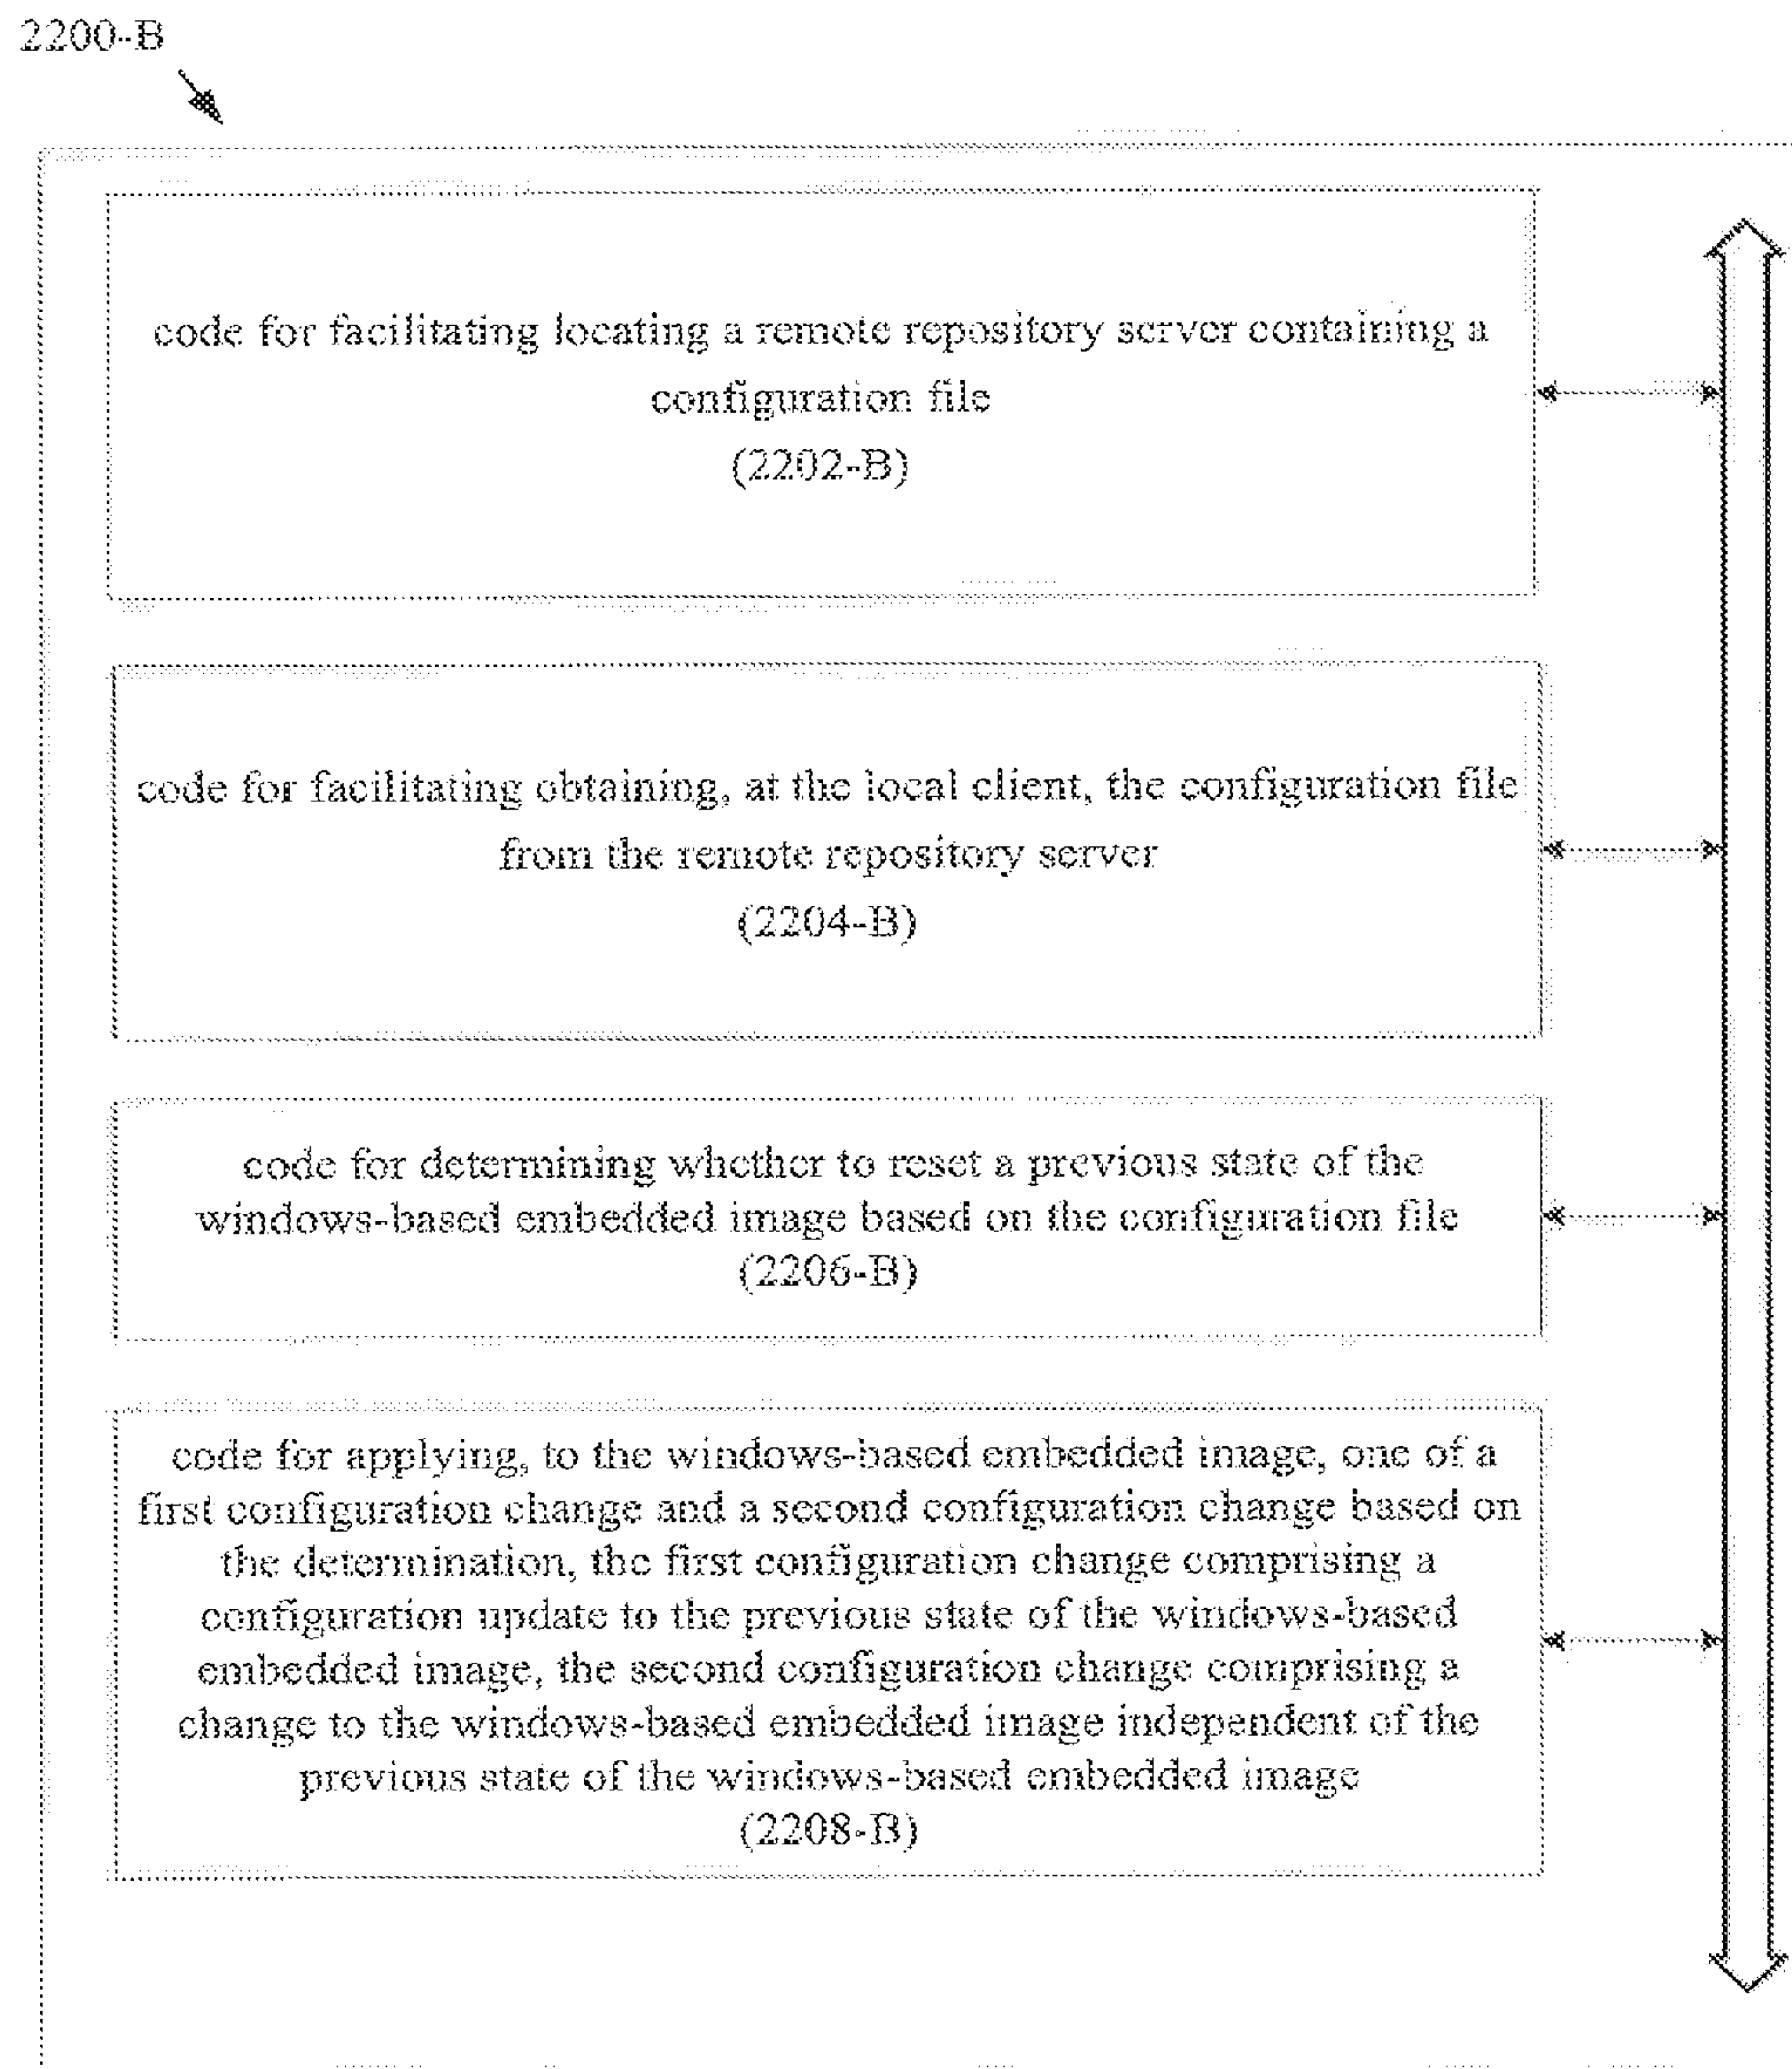 2200-B
code for facilitating locating a remote repository server containing a
configuration file
(2202-B)
code for facilitating obtaining, at the local client, the configuration file
from the remote repository server
(2204-B)
code for determining whether to reset a previous state of the
windows-based embedded image based on the configuration file
(2206-B)
code for applying, to the windows-based embedded image, one of a
first configuration change and a second configuration change based on
the determination, the first configuration change comprising a
configuration update to the previous state of the windows-based
embedded image, the second configuration change comprising a
change to the windows-based embedded image independent of the
previous state of the windows-based embedded image
(2208-B)